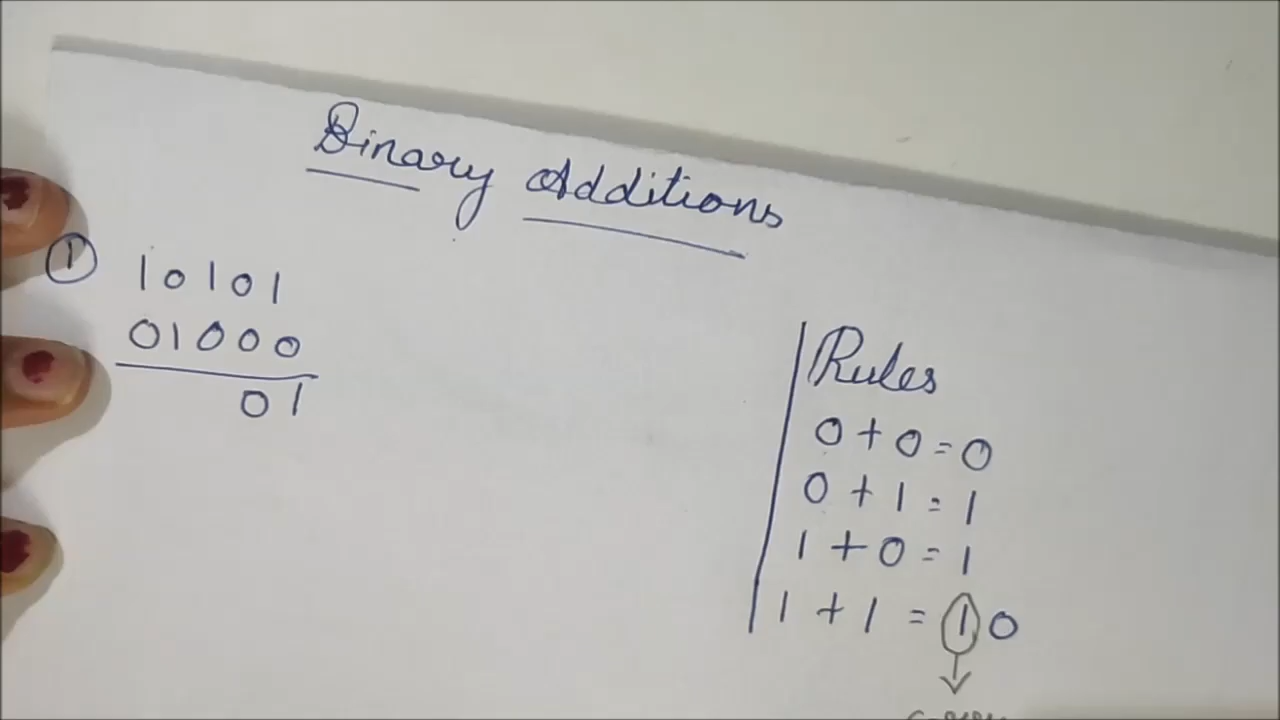 Binary Additions
① 10101
01000
01
Rules
0 + 0 = 0
0 + 1 = 1
1 + 0 = 1
1 + 1 = 10